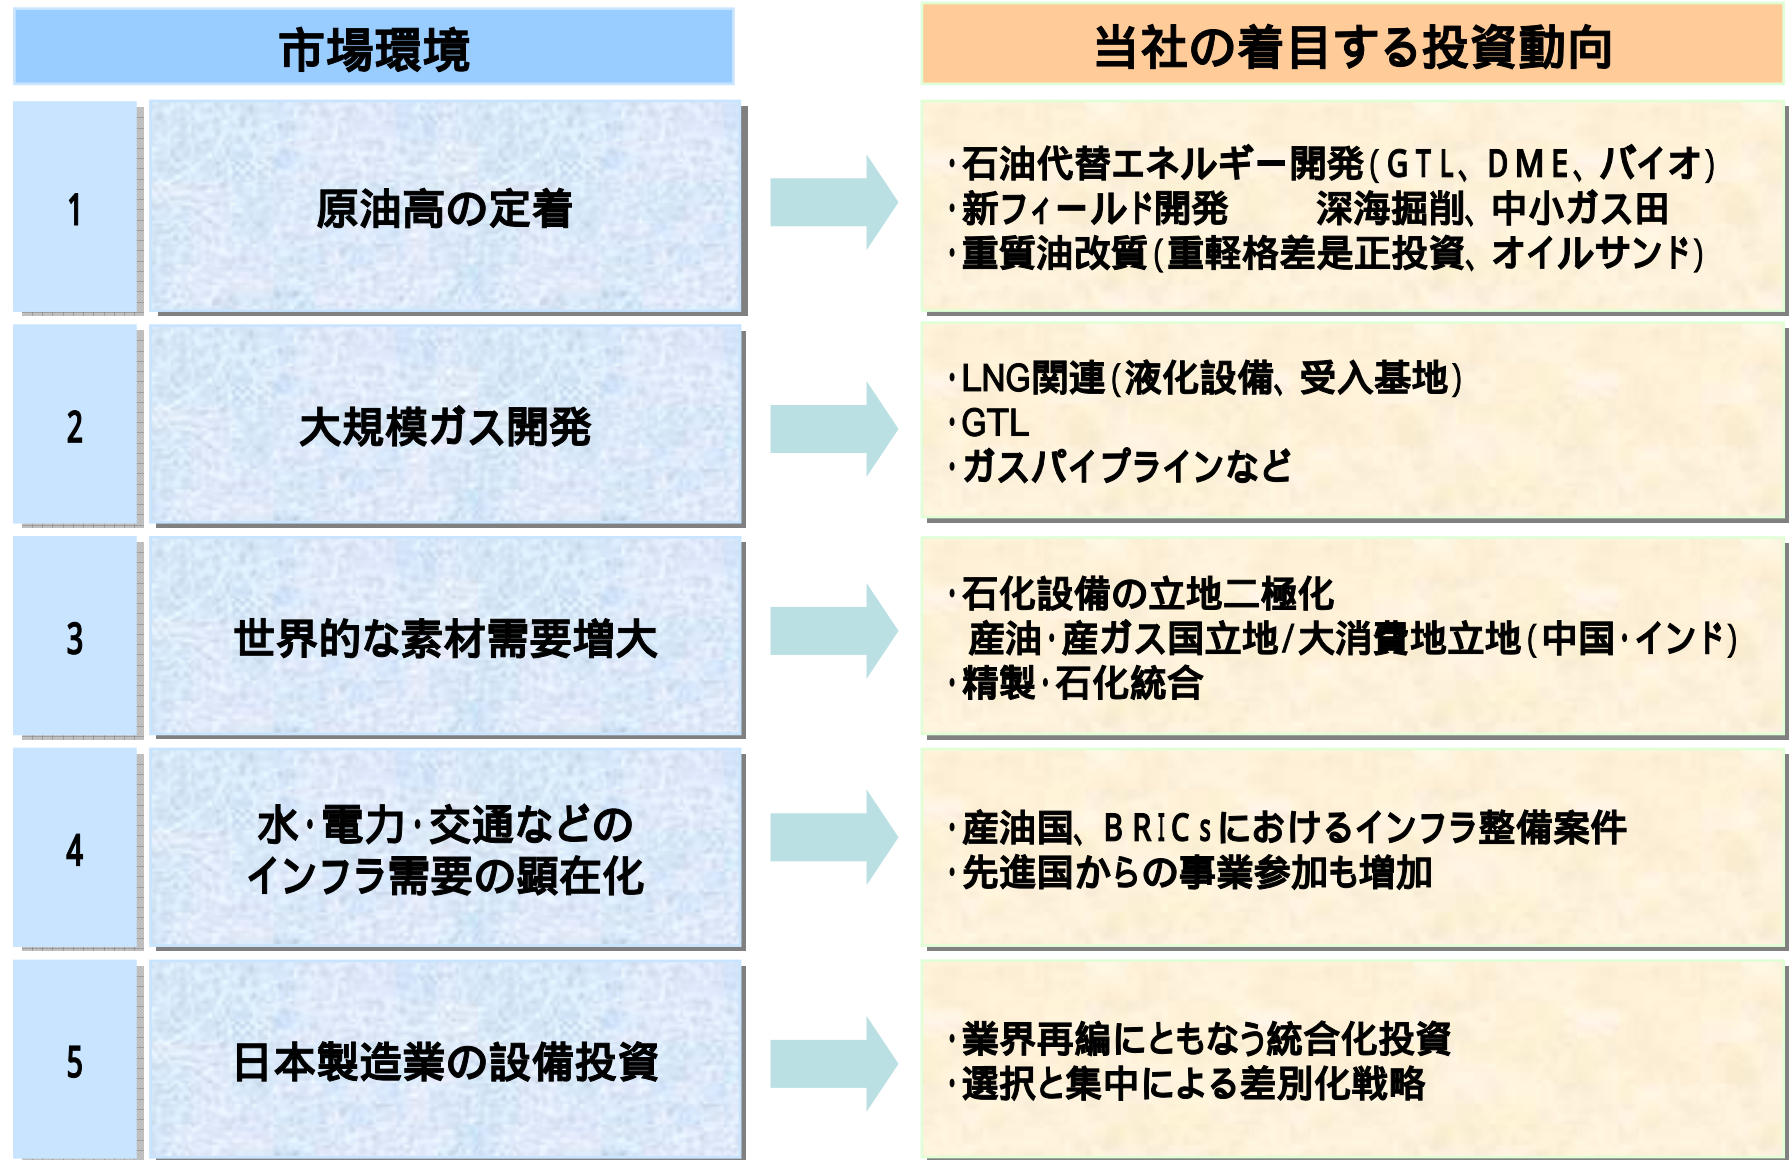 市場環境
当社の着目する投資動向
1
原油高の定着
・石油代替エネルギー開発(GTL、DME、バイオ)
・新フィールド開発　　深海掘削、中小ガス田
・重質油改質(重軽格差是正投資、オイルサンド)
2
大規模ガス開発
・LNG関連(液化設備、受入基地)
・GTL
・ガスパイプラインなど
3
世界的な素材需要増大
・石化設備の立地二極化
産油・産ガス国立地/大消費地立地(中国・インド)
・精製・石化統合
4
水・電力・交通などの
インフラ需要の顕在化
・産油国、BRICsにおけるインフラ整備案件
・先進国からの事業参加も増加
5
日本製造業の設備投資
・業界再編にともなう統合化投資
・選択と集中による差別化戦略